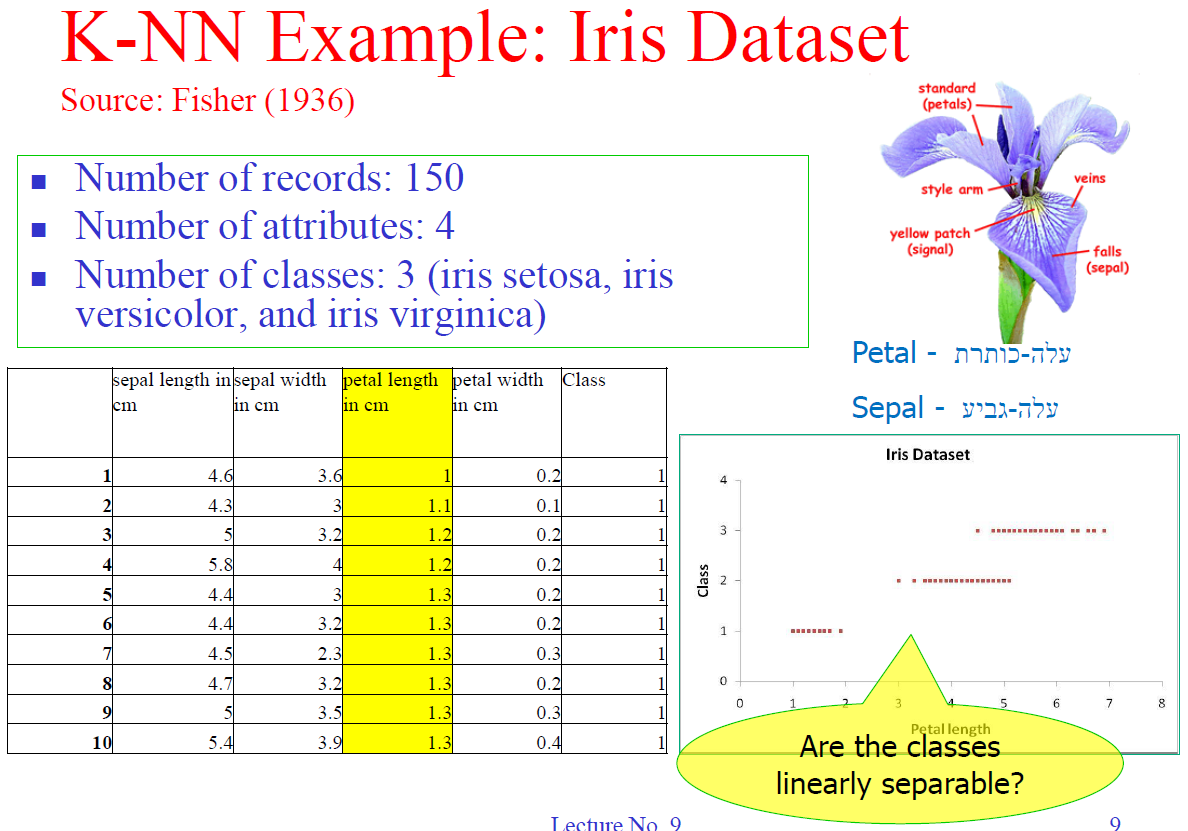 K-NN Example: Iris Dataset
Source: Fisher (1936)
standard
(petals)
style arm
veins
yellow patch
(signal)
falls
(sepal)
Number of records: 150
Number of attributes: 4
Number of classes: 3 (iris setosa, iris
versicolor, and iris virginica)
Petal - עלה-כותרת
Sepal - עלה-גביע
sepal length in cm sepal width in cm petal length in cm petal width in cm Class
1 4.6 3.6 1 0.2 1
2 4.3 3 1.1 0.1 1
3 5 3.2 1.2 0.2 1
4 5.8 4 1.2 0.2 1
5 4.4 3 1.3 0.2 1
6 4.4 3.2 1.3 0.2 1
7 4.5 2.3 1.3 0.3 1
8 4.7 3.2 1.3 0.2 1
9 5 3.5 1.3 0.3 1
10 5.4 3.9 1.3 0.4 1
Iris Dataset
Class
4
3
2
1
0
0 1 2 3 4 5 6 7 8
Petal length
Are the classes
linearly separable?
Lecture No. 9
9